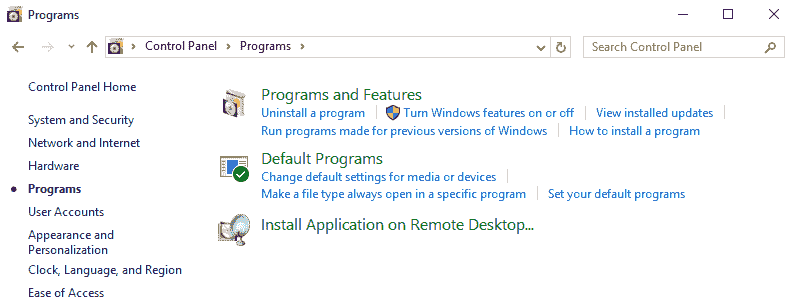 Programs
Control Panel › Programs ›
Search Control Panel
Control Panel Home
System and Security
Network and Internet
Hardware
Programs
User Accounts
Appearance and
Personalization
Clock, Language, and Region
Ease of Access
Programs and Features
Uninstall a program
Turn Windows features on or off
View installed updates
Run programs made for previous versions of Windows
How to install a program
Default Programs
Change default settings for media or devices
Make a file type always open in a specific program
Set your default programs
Install Application on Remote Desktop...